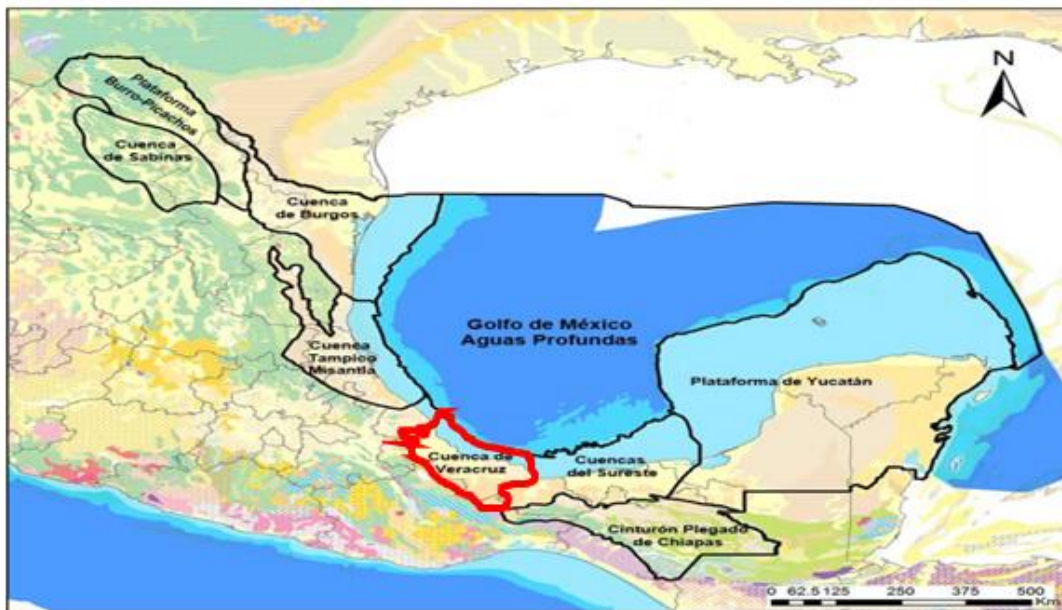 N
Plataforma
Burro-Picachos
Cuenca
de Sabinas
Cuenca
de Burgos
Golfo de México
Aguas Profundas
Cuenca
Tampico
Misantla
Plataforma de Yucatán
Cuenca de
Veracruz
Cuencas
del Sureste
Cinturón Plegado
de Chiapas
0 62.5 125 250 375 500
Km